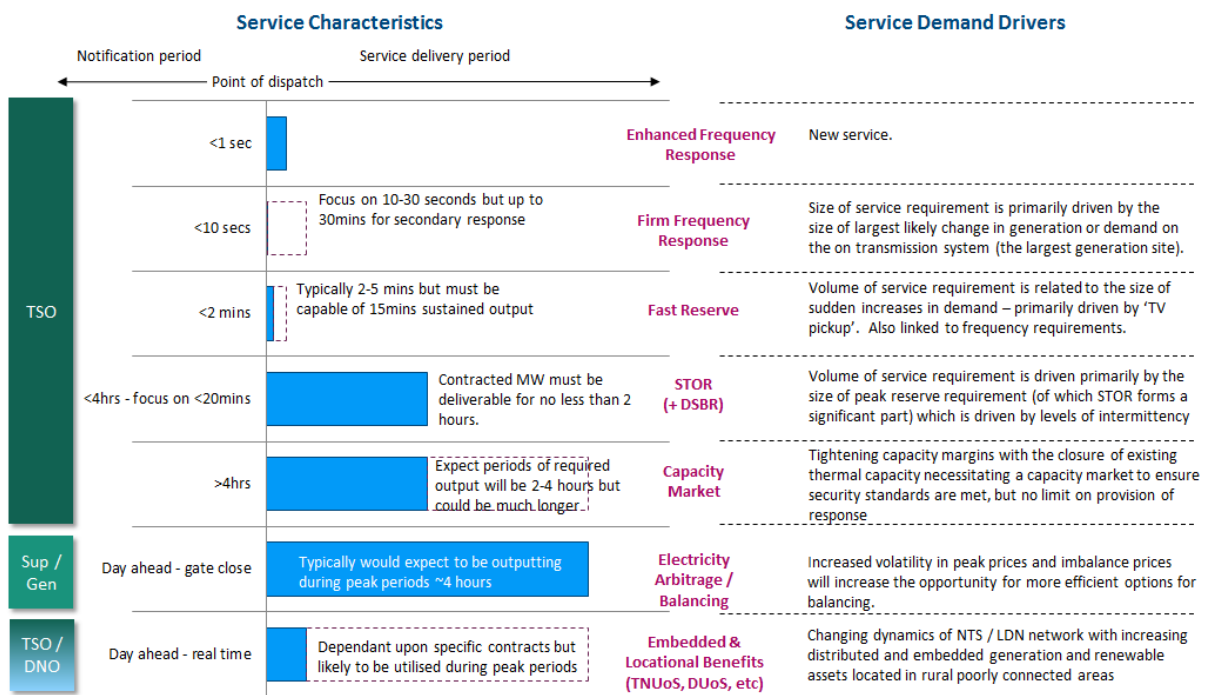 Service Characteristics
Service Demand Drivers
Notification period
Service delivery period
Point of dispatch
TSO
<1 sec
Enhanced Frequency
Response
New service.
<10 secs
Focus on 10-30 seconds but up to
30mins for secondary response
Firm Frequency
Response
Size of service requirement is primarily driven by the
size of largest likely change in generation or demand on
the on transmission system (the largest generation site).
<2 mins
Typically 2-5 mins but must be
capable of 15mins sustained output
Fast Reserve
Volume of service requirement is related to the size of
sudden increases in demand – primarily driven by ‘TV
pickup’. Also linked to frequency requirements.
<4hrs - focus on <20mins
Contracted MW must be
deliverable for no less than 2
hours.
STOR
(+ DSBR)
Volume of service requirement is driven primarily by the
size of peak reserve requirement (of which STOR forms a
significant part) which is driven by levels of intermittency
>4hrs
Expect periods of required
output will be 2-4 hours but
could be much longer
Capacity
Market
Tightening capacity margins with the closure of existing
thermal capacity necessitating a capacity market to ensure
security standards are met, but no limit on provision of
response
Sup /
Gen
Day ahead - gate close
Typically would expect to be outputting
during peak periods ~4 hours
Electricity
Arbitrage /
Balancing
Increased volatility in peak prices and imbalance prices
will increase the opportunity for more efficient options for
balancing.
TSO /
DNO
Day ahead - real time
Dependant upon specific contracts but
likely to be utilised during peak periods
Embedded &
Locational Benefits
(TNUoS, DUoS, etc)
Changing dynamics of NTS / LDN network with increasing
distributed and embedded generation and renewable
assets located in rural poorly connected areas